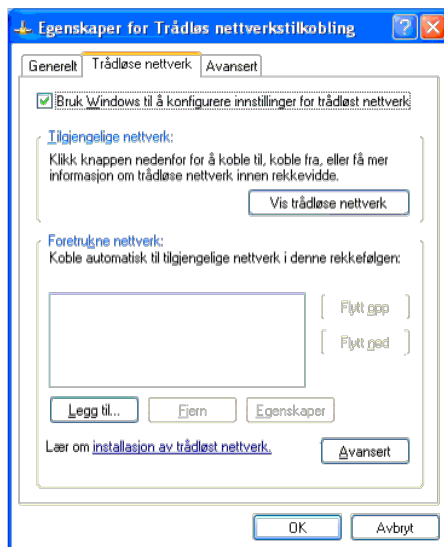 Egenskaper for Trådløs nettverkstilkobling
Generelt Trådløse nettverk Avansert
Bruk Windows til å konfigurere innstillinger for trådløst nettverk
Tilgjengelige nettverk:
Klikk knappen nedenfor for å koble til, koble fra, eller få mer
informasjon om trådløse nettverk innen rekkevidde.
Vis trådløse nettverk
Foretrukne nettverk:
Koble automatisk til tilgjengelige nettverk i denne rekkefølgen:
Flytt opp
Flytt ned
Legg til... Fjern Egenskaper
Lær om installasjon av trådløst nettverk.
Avansert
OK Avbryt